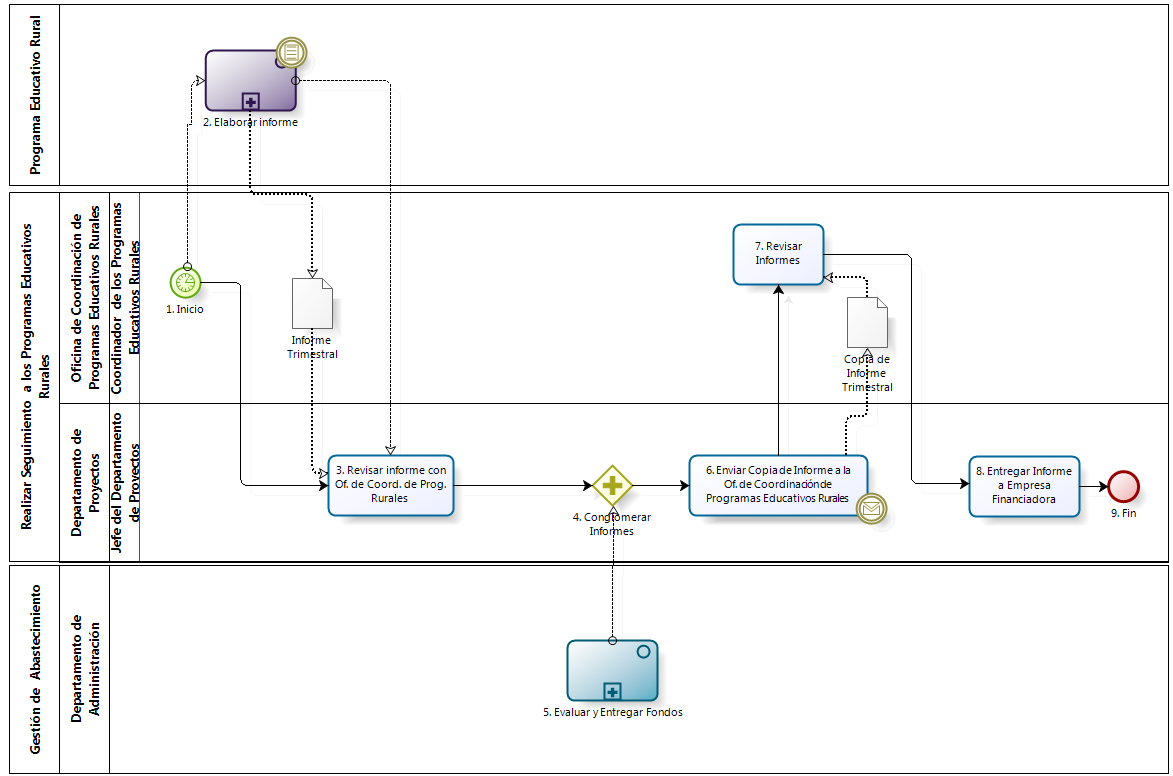 Programa Educativo Rural
2. Elaborar informe
Realizar Seguimiento a los Programas Educativos
Rurales
Oficina de Coordinación de
Programas Educativos Rurales
Coordinador de los Programas
Educativos Rurales
1. Inicio
Informe
Trimestral
7. Revisar
Informes
Copia de
Informe
Trimestral
Departamento de
Proyectos
Jefe del Departamento
de Proyectos
3. Revisar informe con
Of. de Coord. de Prog.
Rurales
4. Conglomerar
Informes
6. Enviar Copia de Informe a la
Of. de Coordinadónde
Programas Educativos Rurales
8. Entregar Informe
a Empresa
Financiadora
9. Fin
Gestión de Abastecimiento
Departamento de
Administración
5. Evaluar y Entregar Fondos